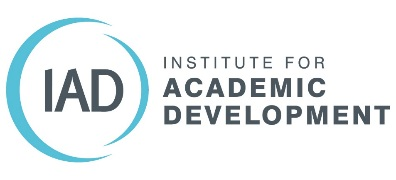 IAD
INSTITUTE FOR
ACADEMIC
DEVELOPMENT